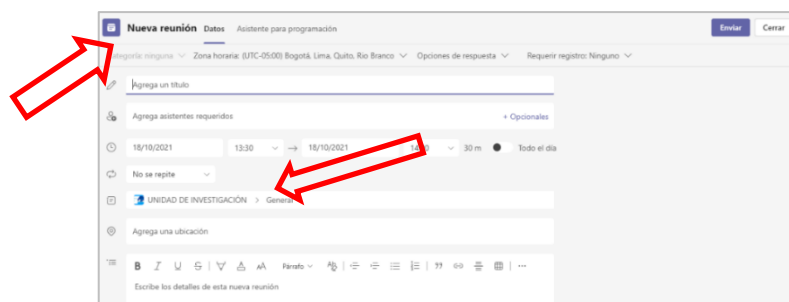 Nueva reunión Datos Asistente para programación Enviar Cerrar
Categoría: ninguna Zona horaria: (UTC-05:00) Bogotá, Lima, Quito, Rio Branco Opciones de respuesta Requerir registro: Ninguno
Agrega un título
Agrega asistentes requeridos + Opcionales
18/10/2021 13:30 → 18/10/2021 30 m Todo el día
No se repite
UNIDAD DE INVESTIGACIÓN > General
Agrega una ubicación
B I U S A AA Párrafo
Escribe los detalles de esta nueva reunión